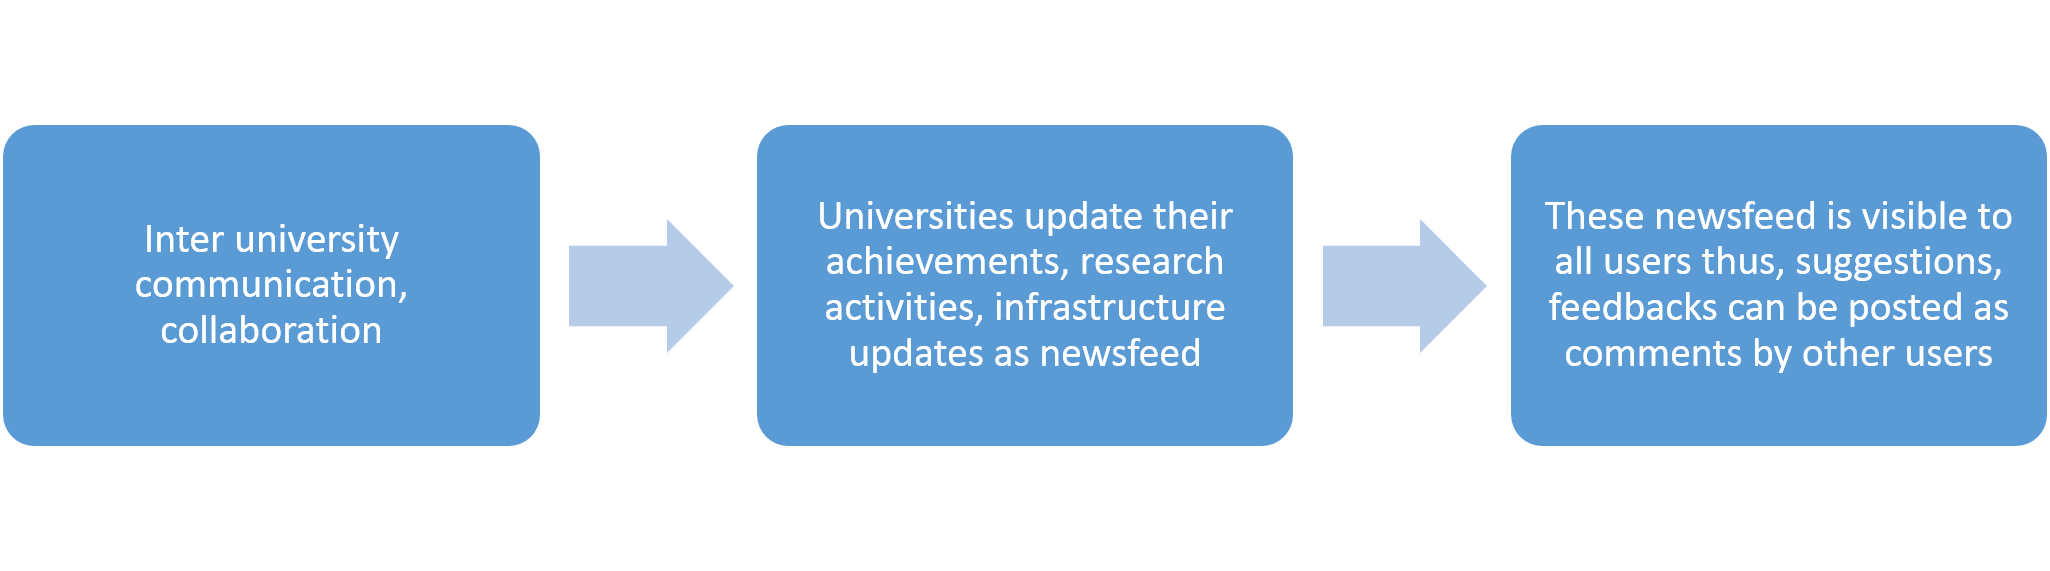 Inter university
communication,
collaboration
Universities update their
achievements, research
activities, infrastructure
updates as newsfeed
These newsfeed is visible to
all users thus, suggestions,
feedbacks can be posted as
comments by other users